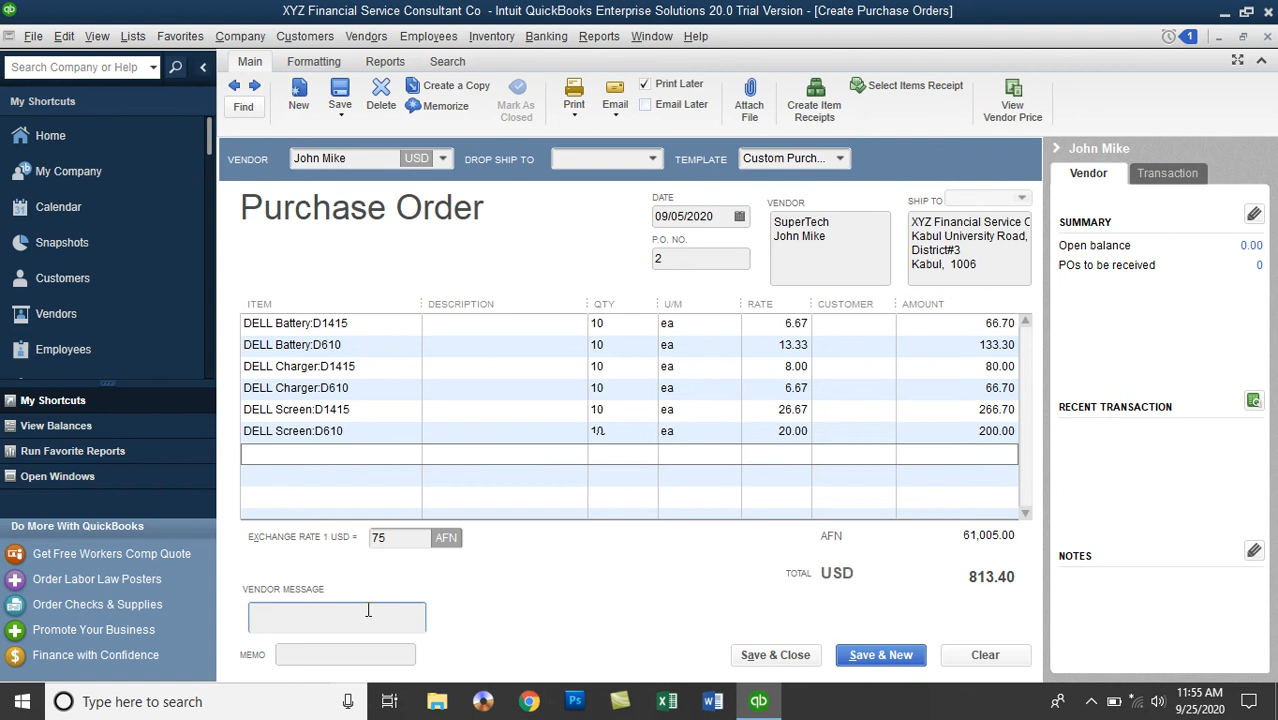 XYZ Financial Service Consultant Co - Intuit QuickBooks Enterprise Solutions 20.0 Trial Version - [Create Purchase Orders]
File Edit View Lists Favorites Company Customers Vendors Employees Inventory Banking Reports Window Help 1
Search Company or Help
My Shortcuts
Home
My Company
Calendar
Snapshots
Customers
Vendors
Employees
My Shortcuts
View Balances
Run Favorite Reports
Open Windows
Do More With QuickBooks
Get Free Workers Comp Quote
Order Labor Law Posters
Order Checks & Supplies
Promote Your Business
Finance with Confidence
Main Formatting Reports Search
Find
New
Save
Delete
Create a Copy
Memorize
Mark As
Closed
Print
Email
Print Later
Email Later
Attach
File
Create Item
Receipts
Select Items Receipt
View
Vendor Price
VENDOR John Mike USD DROP SHIP TO TEMPLATE Custom Purch...
Purchase Order
DATE
09/05/2020
P.O. NO.
2
VENDOR
SuperTech
John Mike
SHIP TO
XYZ Financial Service C
Kabul University Road,
District#3
Kabul, 1006
ITEM DESCRIPTION QTY U/M RATE CUSTOMER AMOUNT
DELL Battery:D1415 10 ea 6.67 66.70
DELL Battery:D610 10 ea 13.33 133.30
DELL Charger:D1415 10 ea 8.00 80.00
DELL Charger:D610 10 ea 6.67 66.70
DELL Screen:D1415 10 ea 26.67 266.70
DELL Screen:D610 ea 20.00 200.00
EXCHANGE RATE 1 USD = 75 AFN
AFN 61,005.00
TOTAL USD 813.40
VENDOR MESSAGE
MEMO
Save & Close Save & New Clear
John Mike
Vendor Transaction
SUMMARY
Open balance 0.00
POs to be received 0
RECENT TRANSACTION
NOTES
Type here to search
11:55 AM
9/25/2020